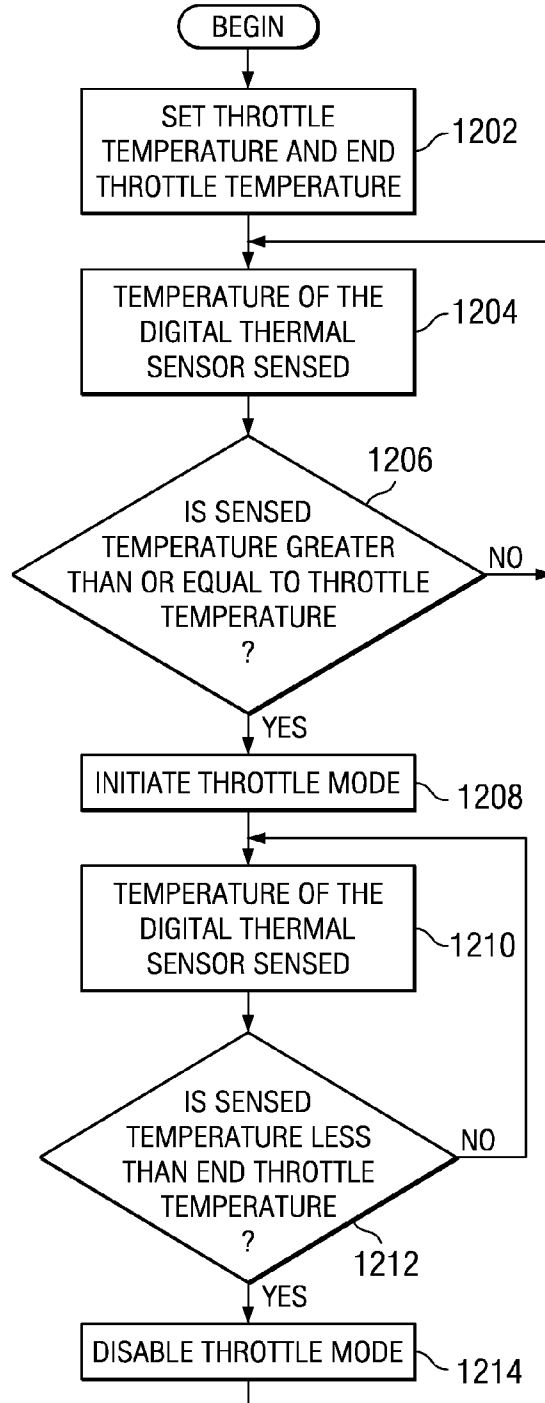 BEGIN
SET THROTTLE
TEMPERATURE AND END
THROTTLE TEMPERATURE
1202
TEMPERATURE OF THE
DIGITAL THERMAL
SENSOR SENSED
1204
1206
IS SENSED
TEMPERATURE GREATER
THAN OR EQUAL TO THROTTLE
TEMPERATURE
?
NO
YES
INITIATE THROTTLE MODE
1208
TEMPERATURE OF THE
DIGITAL THERMAL
SENSOR SENSED
1210
IS SENSED
TEMPERATURE LESS
THAN END THROTTLE
TEMPERATURE
?
NO
1212
YES
DISABLE THROTTLE MODE
1214